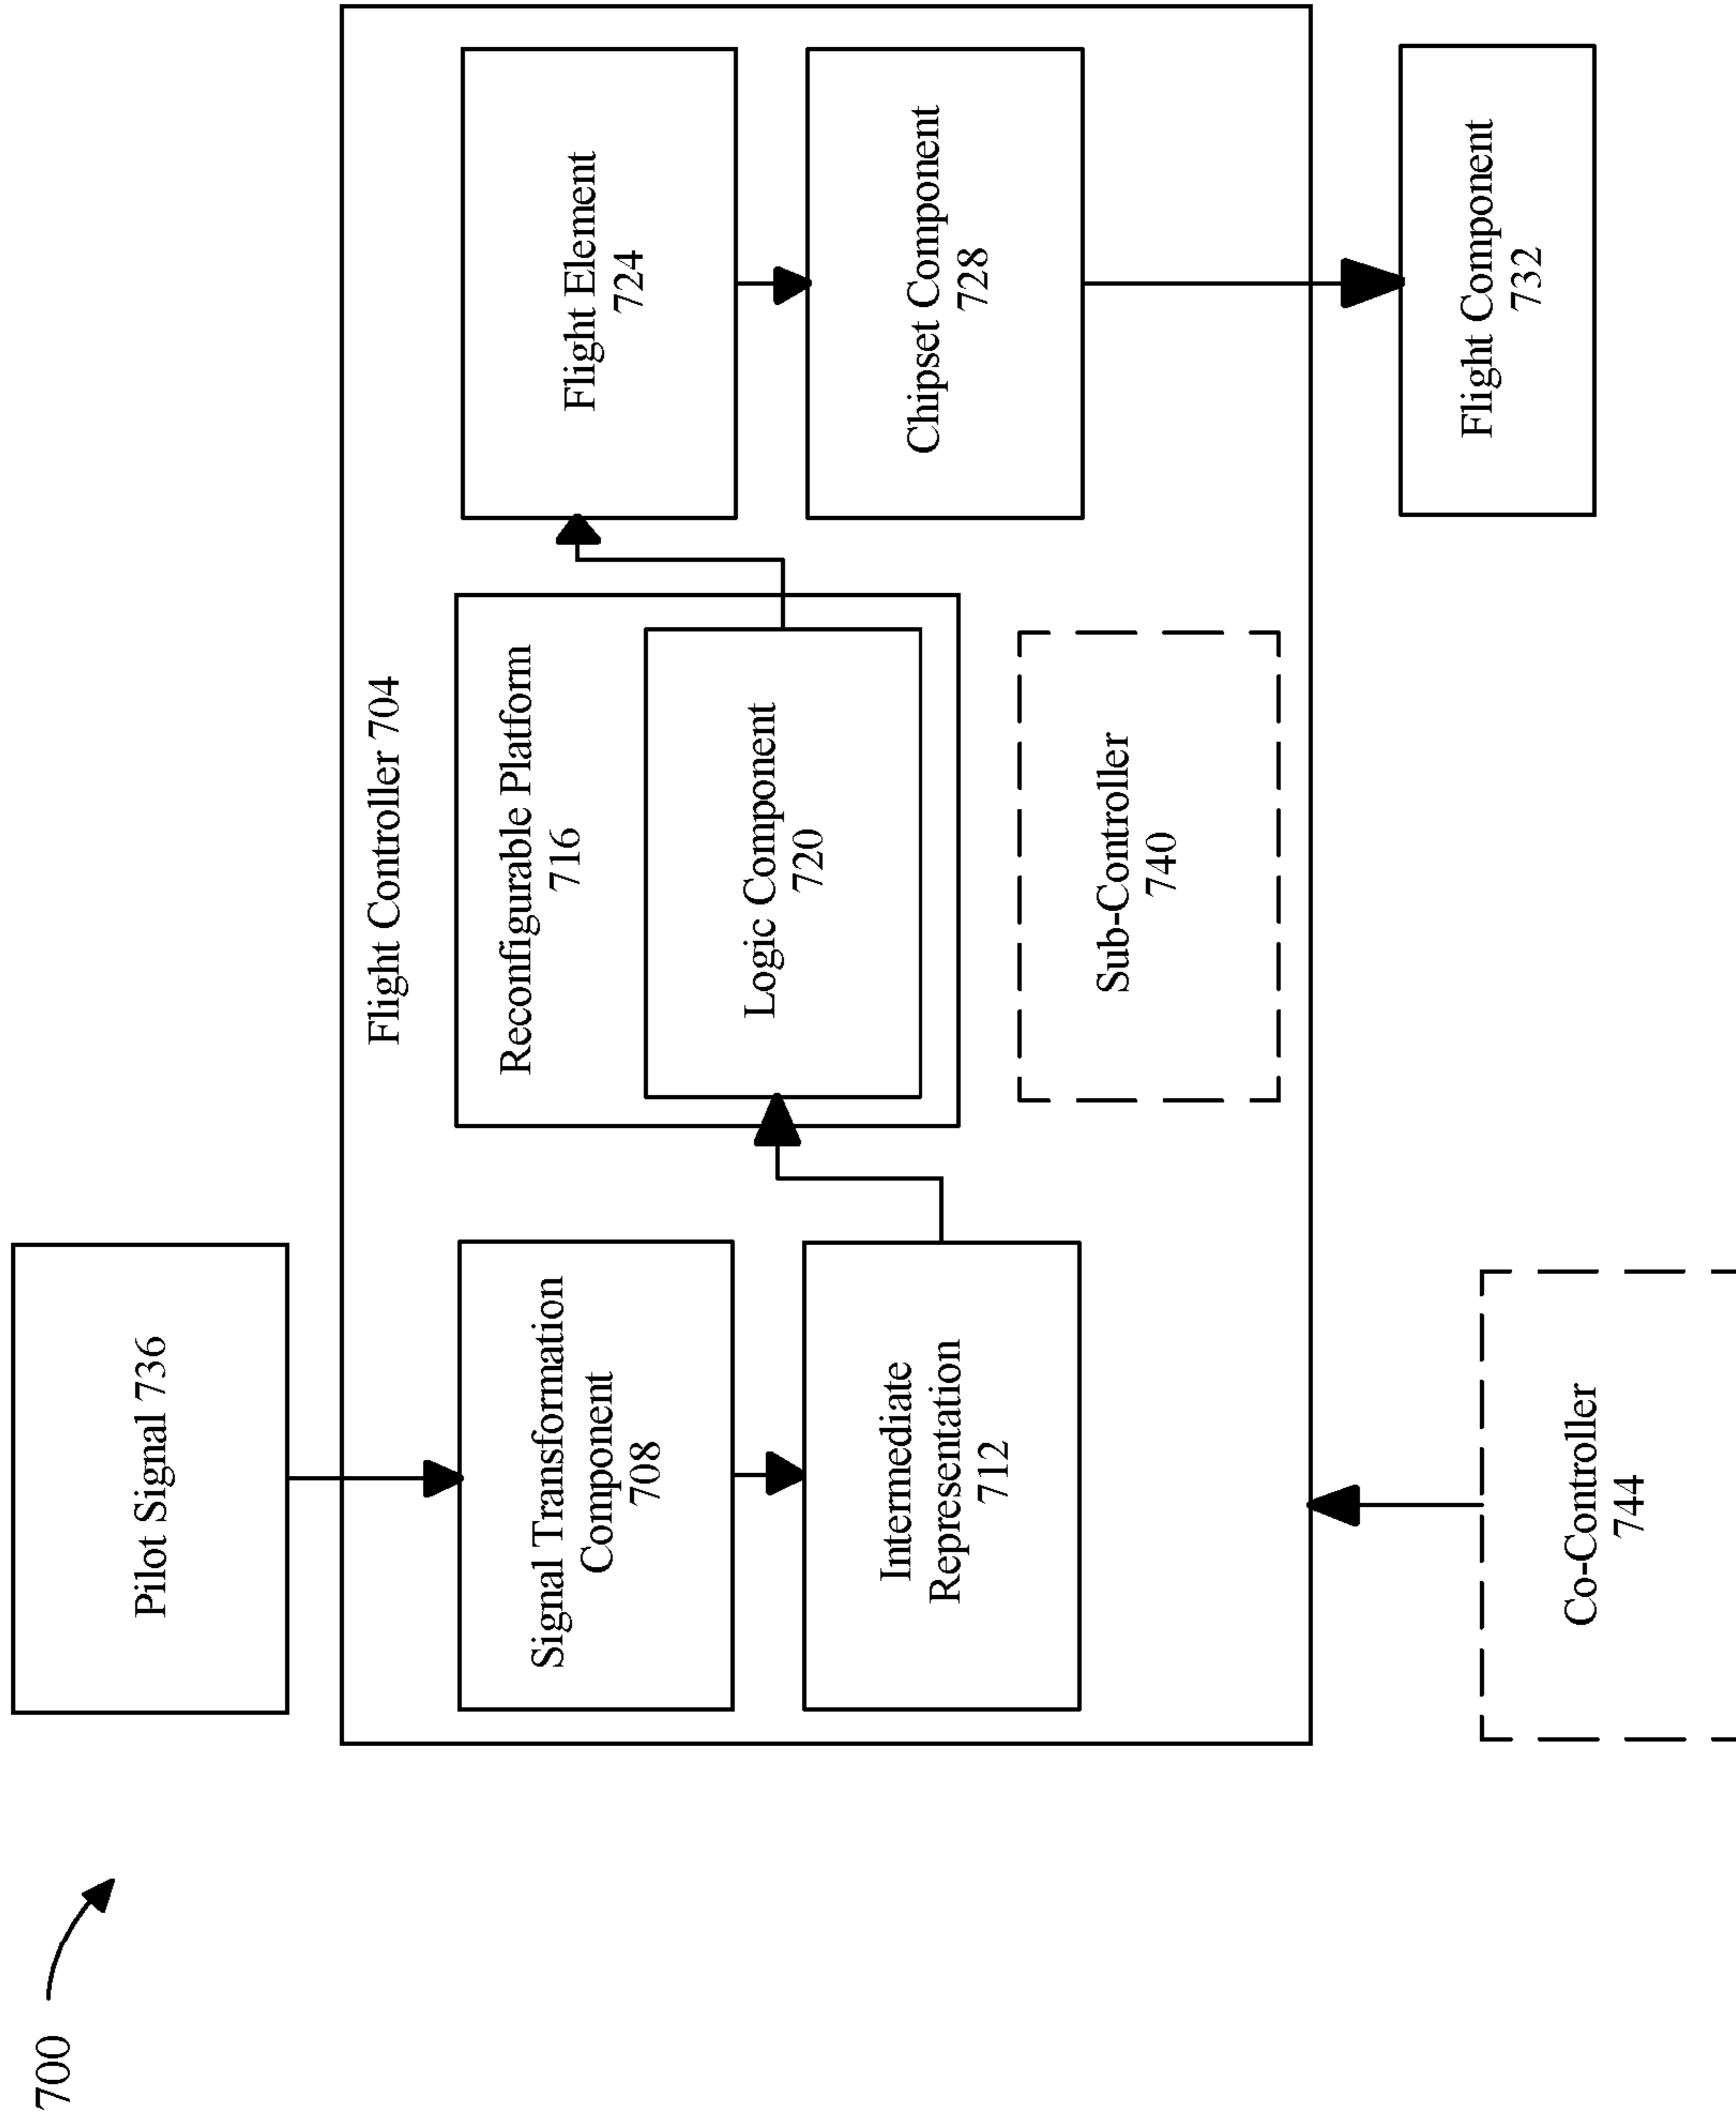 700
Pilot Signal 736
Flight Controller 704
Signal Transformation
Component
708
Intermediate
Representation
712
Reconfigurable Platform
716
Logic Component
720
Sub-Controller
740
Flight Element
724
Chipset Component
728
Co-Controller
744
Flight Component
732